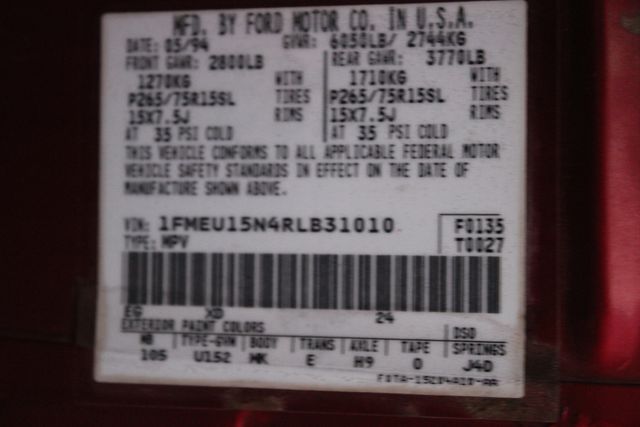 MFD. BY FORD MOTOR CO. IN U.S.A.
DATE: 05/94 GVWR: 6050LB/ 2744KG
FRONT GAWR: 2800LB REAR GAWR: 3770LB
1270KG WITH 1710KG WITH
P265/75R15SL TIRES P265/75R15SL TIRES
15X7.5J RIMS 15X7.5J RIMS
AT 35 PSI COLD AT 35 PSI COLD
THIS VEHICLE CONFORMS TO ALL APPLICABLE FEDERAL MOTOR
VEHICLE SAFETY STANDARDS IN EFFECT ON THE DATE OF
MANUFACTURE SHOWN ABOVE.
VIN: 1FMEU15N4RLB31010 F0135
TYPE: MPV T0027
EG XD 24
EXTERIOR PAINT COLORS DSO
WB TYPE-GVW BODY TRANS AXLE TAPE SPRINGS
105 U152 MK E H9 0 J4D